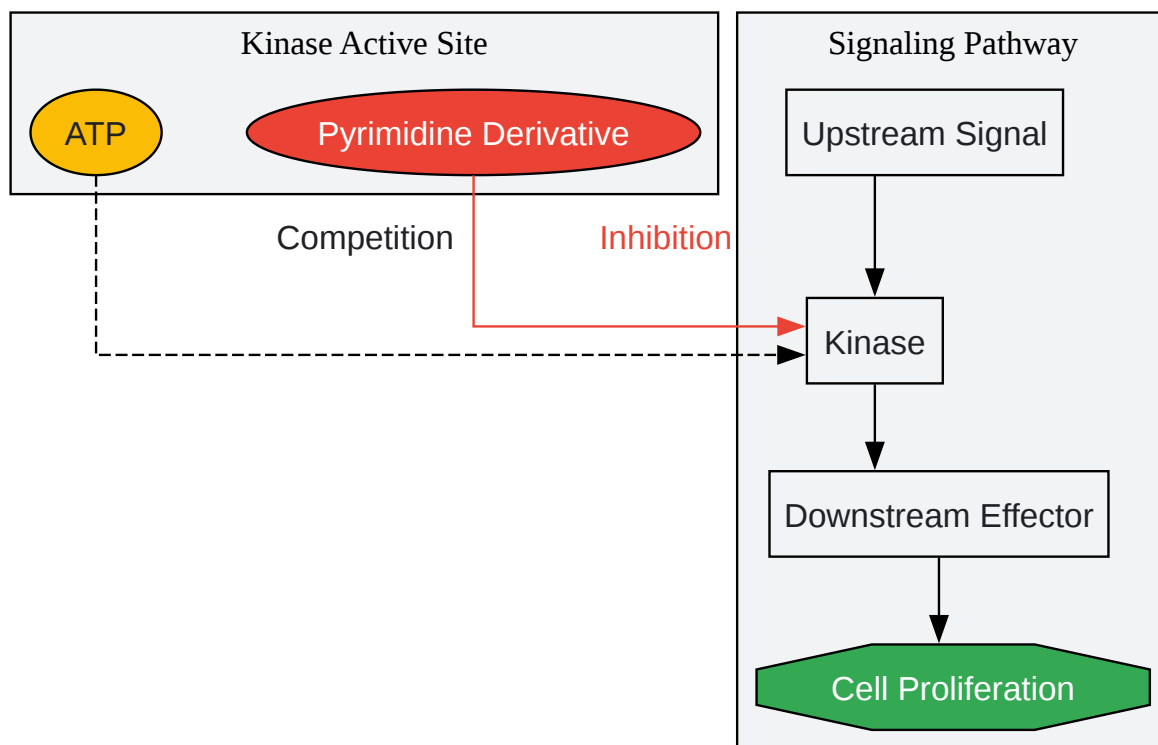 Kinase Active Site
ATP
Pyrimidine Derivative
Competition
Inhibition
Signaling Pathway
Upstream Signal
Kinase
Downstream Effector
Cell Proliferation